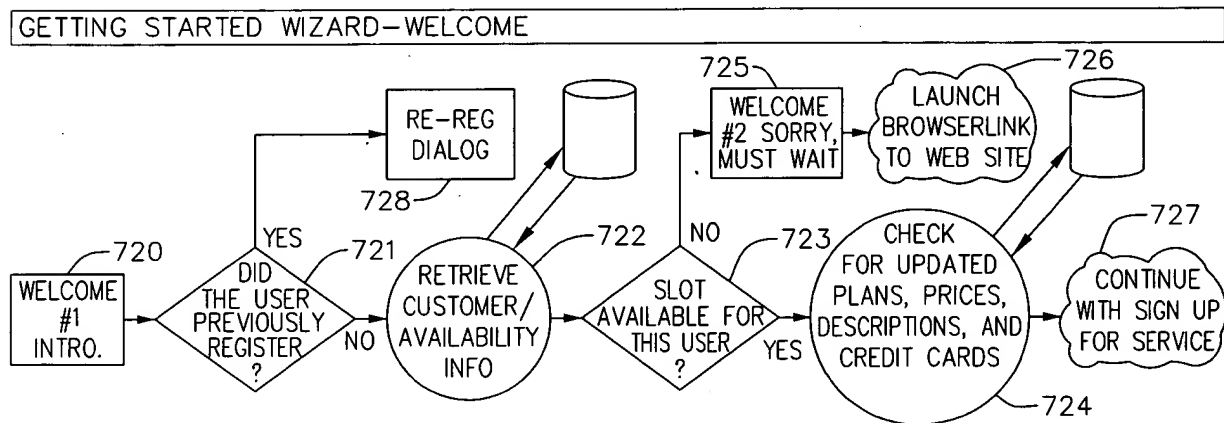 GETTING STARTED WIZARD-WELCOME
720
WELCOME
#1
INTRO.
721
DID
THE USER
PREVIOUSLY
REGISTER
?
YES
NO
RE-REG
DIALOG
728
722
RETRIEVE
CUSTOMER/
AVAILABILITY
INFO
723
SLOT
AVAILABLE FOR
THIS USER
?
NO
YES
725
WELCOME
#2 SORRY,
MUST WAIT
726
LAUNCH
BROWSERLINK
TO WEB SITE
CHECK
FOR UPDATED
PLANS, PRICES,
DESCRIPTIONS, AND
CREDIT CARDS
724
727
CONTINUE
WITH SIGN UP
FOR SERVICE